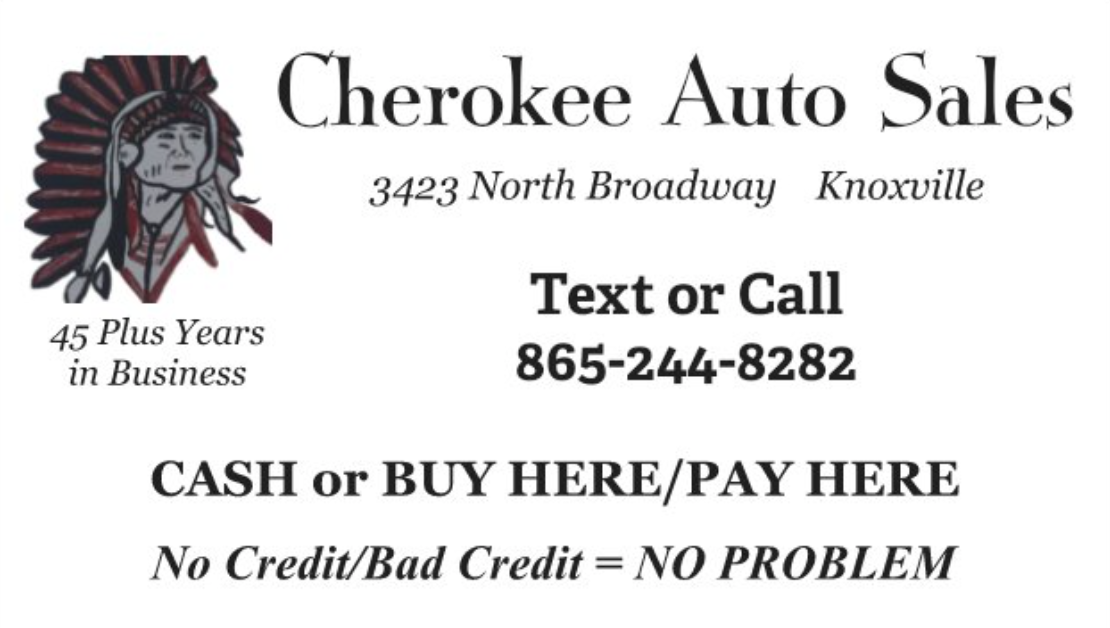 Cherokee Auto Sales
3423 North Broadway Knoxville
Text or Call
865-244-8282
45 Plus Years
in Business
CASH or BUY HERE/PAY HERE
No Credit/Bad Credit = NO PROBLEM